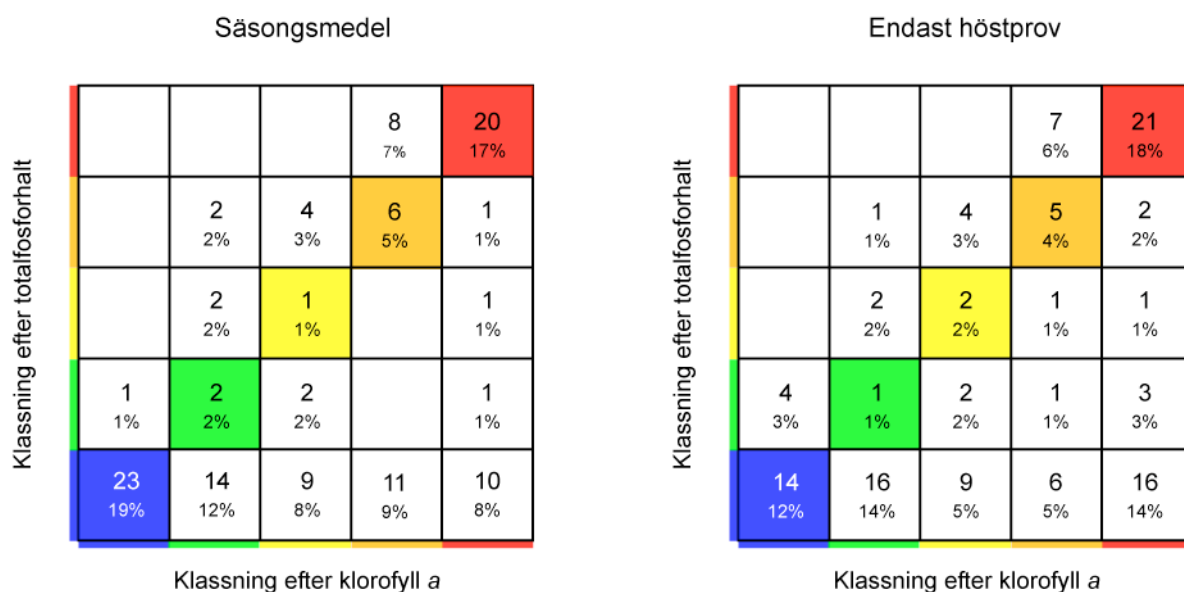 Säsongsmedel
Klassning efter totalfosforhalt
8 20
7% 17%
2 4 6 1
2% 3% 5% 1%
2 1 1
2% 1% 1%
1 2 2 1
1% 2% 2% 1%
23 14 9 11 10
19% 12% 8% 9% 8%
Klassning efter klorofyll a
Endast höstprov
Klassning efter totalfosforhalt
7 21
6% 18%
1 4 5 2
1% 3% 4% 2%
2 2 1 1
2% 2% 1% 1%
4 1 2 1 3
3% 1% 2% 1% 3%
14 16 9 6 16
12% 14% 5% 5% 14%
Klassning efter klorofyll a